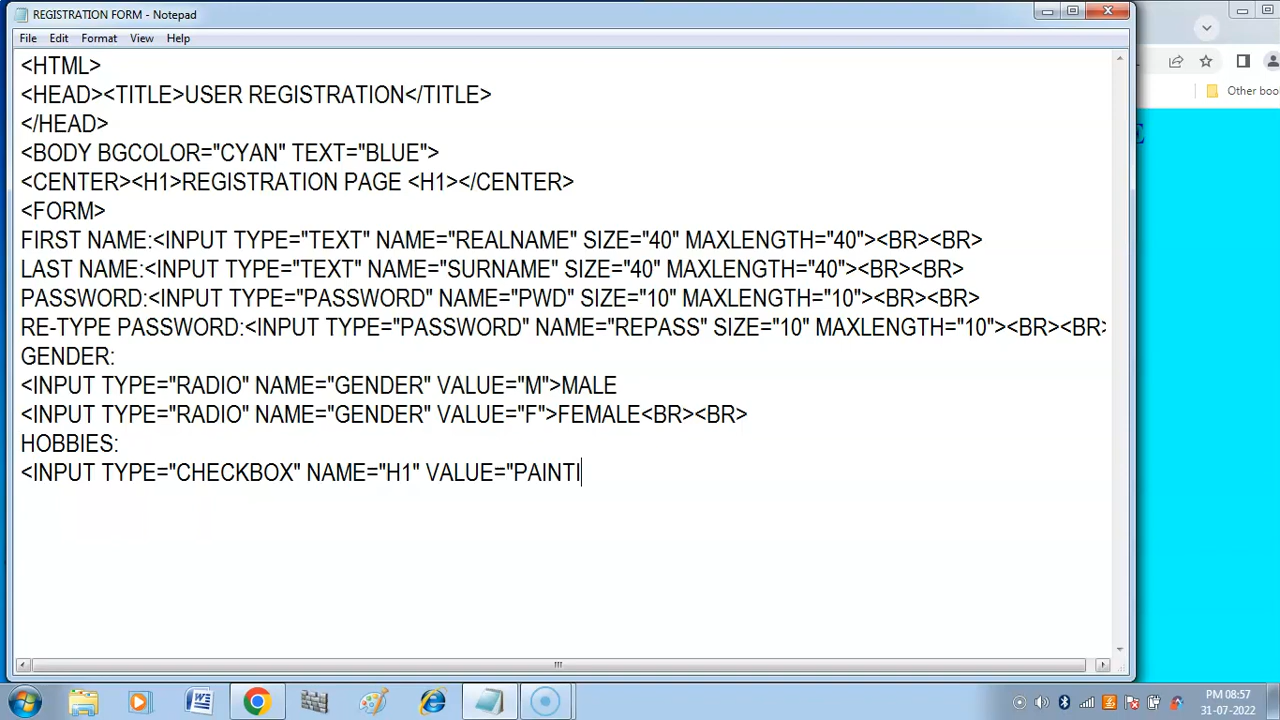 REGISTRATION FORM - Notepad
File Edit Format View Help
<HTML>
<HEAD><TITLE>USER REGISTRATION</TITLE>
</HEAD>
<BODY BGCOLOR="CYAN" TEXT="BLUE">
<CENTER><H1>REGISTRATION PAGE <H1></CENTER>
<FORM>
FIRST NAME:<INPUT TYPE="TEXT" NAME="REALNAME" SIZE="40" MAXLENGTH="40"><BR><BR>
LAST NAME:<INPUT TYPE="TEXT" NAME="SURNAME" SIZE="40" MAXLENGTH="40"><BR><BR>
PASSWORD:<INPUT TYPE="PASSWORD" NAME="PWD" SIZE="10" MAXLENGTH="10"><BR><BR>
RE-TYPE PASSWORD:<INPUT TYPE="PASSWORD" NAME="REPASS" SIZE="10" MAXLENGTH="10"><BR><BR>
GENDER:
<INPUT TYPE="RADIO" NAME="GENDER" VALUE="M">MALE
<INPUT TYPE="RADIO" NAME="GENDER" VALUE="F">FEMALE<BR><BR>
HOBBIES:
<INPUT TYPE="CHECKBOX" NAME="H1" VALUE="PAINTI
Other boo
E
PM 08:57
31-07-2022